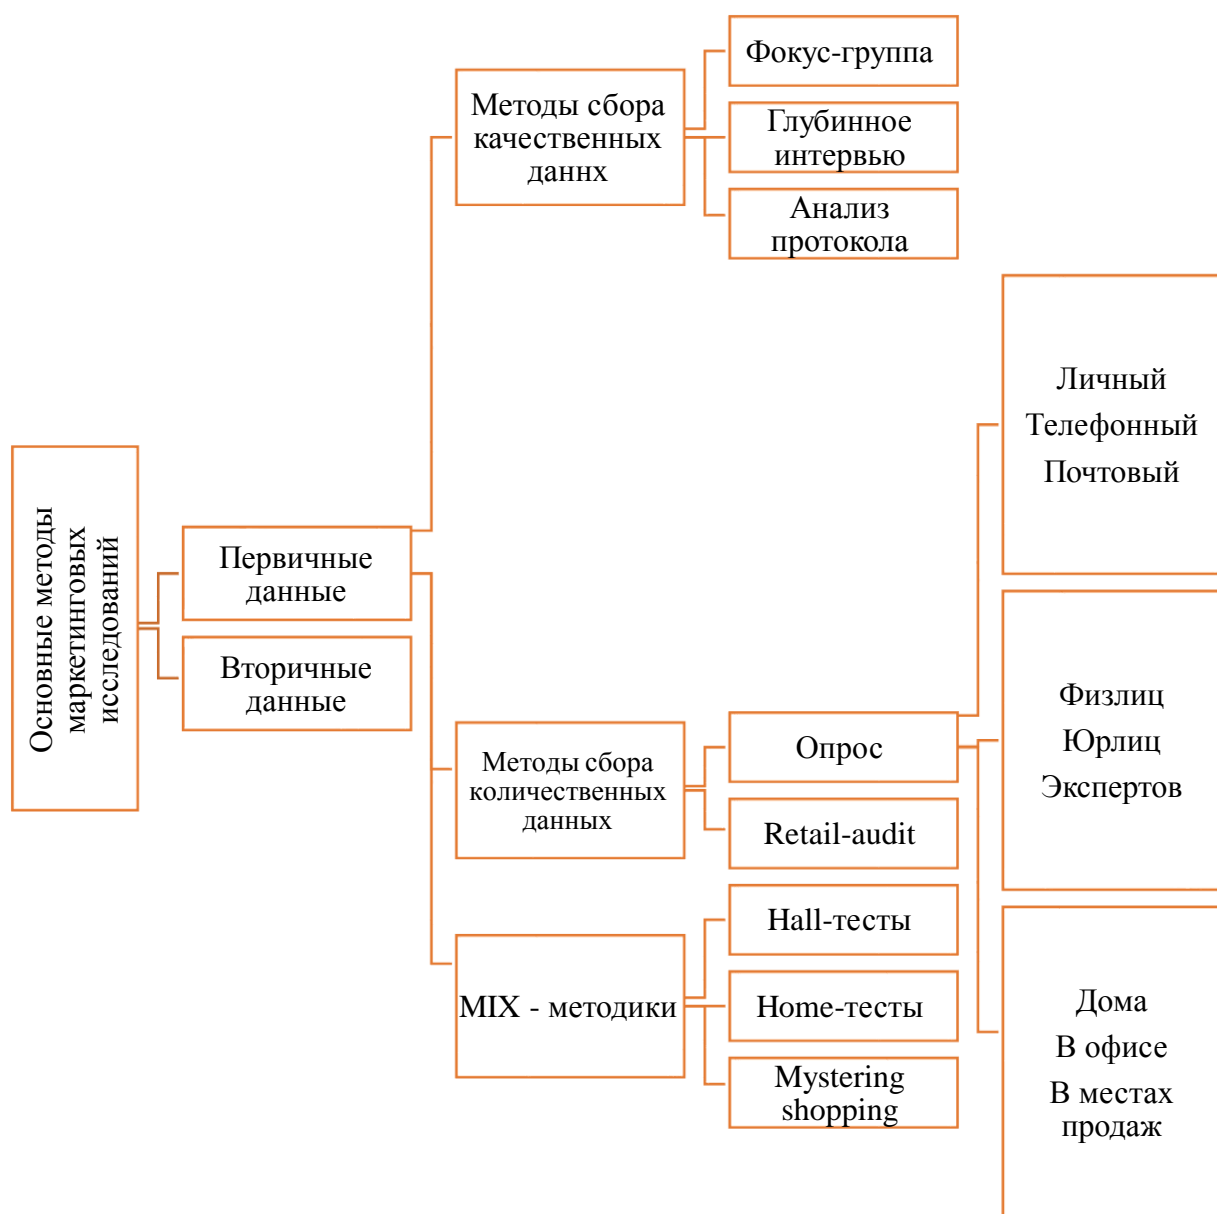 Основные методы
маркетинговых
исследований
Первичные
данные
Вторичные
данные
Методы сбора
качественных
даннх
Фокус-группа
Глубинное
интервью
Анализ
протокола
Методы сбора
количественных
данных
Опрос
Retail-audit
MIX - методики
Hall-тесты
Home-тесты
Mystering
shopping
Личный
Телефонный
Почтовый
Физлиц
Юрлиц
Экспертов
Дома
В офисе
В местах
продаж